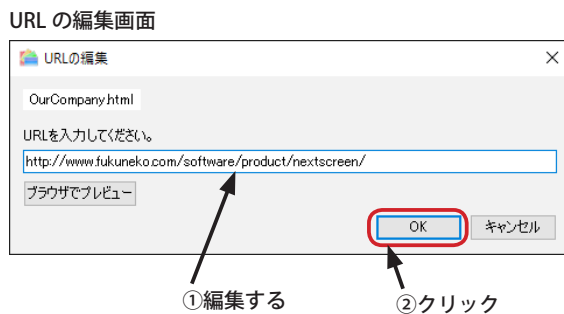 URL の編集画面
URLの編集
OurCompany.html
URLを入力してください。
http://www.fukuneko.com/software/product/nextscreen/
ブラウザでプレビュー
OK
キャンセル
①編集する
②クリック